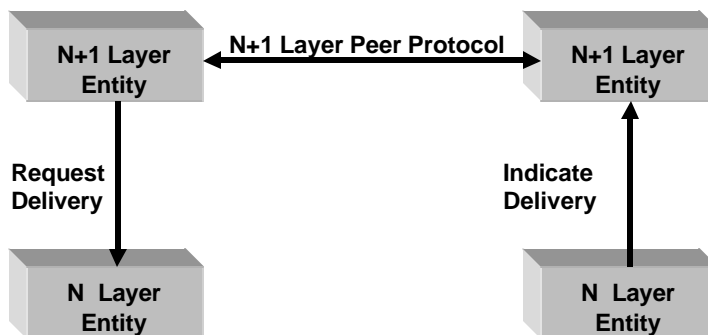 N+1 Layer
Entity
N+1 Layer Peer Protocol
N+1 Layer
Entity
Request
Delivery
Indicate
Delivery
N Layer
Entity
N Layer
Entity